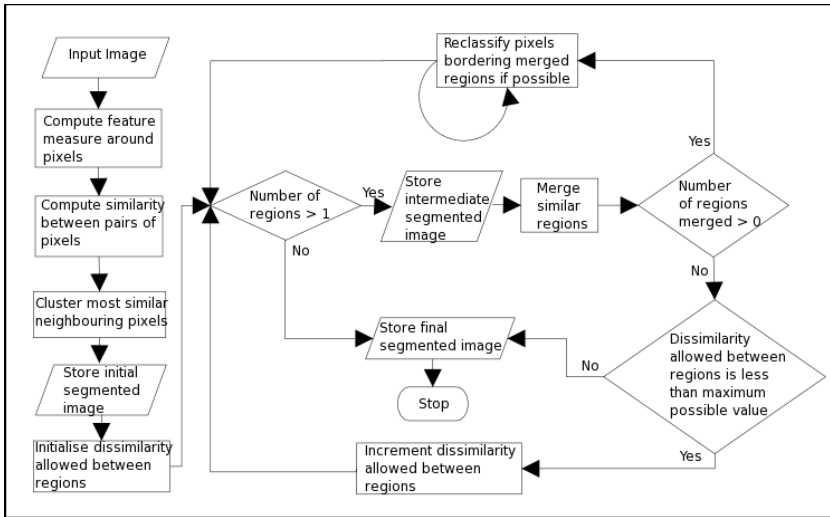 Input Image
Compute feature
measure around
pixels
Compute similarity
between pairs of
pixels
Cluster most similar
neighbouring pixels
Store initial
segmented
image
Initialise dissimilarity
allowed between
regions
Number of
regions > 1
Yes
No
Store
intermediate
segmented
image
Merge
similar
regions
Number
of regions
merged > 0
Yes
No
Reclassify pixels
bordering merged
regions if possible
Dissimilarity
allowed between
regions is less
than maximum
possible value
No
Yes
Store final
segmented image
Stop
Increment dissimilarity
allowed between
regions